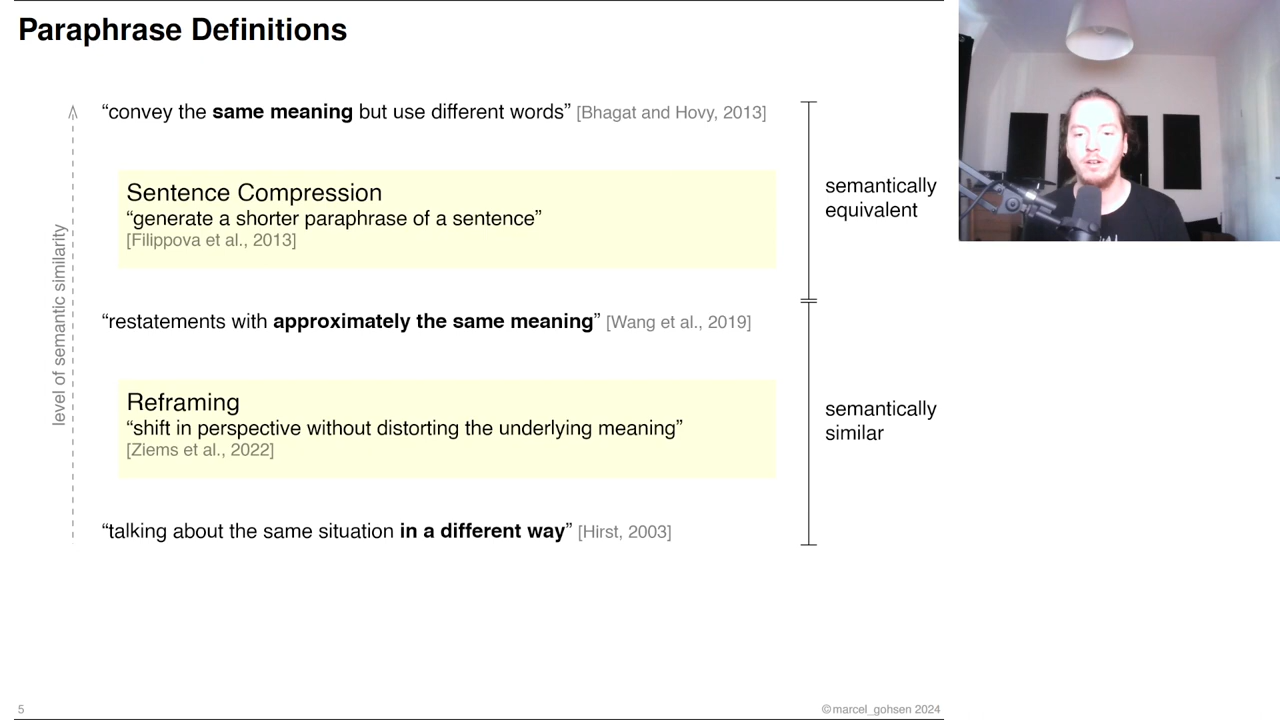 Paraphrase Definitions
“convey the same meaning but use different words” [Bhagat and Hovy, 2013]
Sentence Compression
“generate a shorter paraphrase of a sentence”
[Filippova et al., 2013]
semantically
equivalent
level of semantic similarity
“restatements with approximately the same meaning” [Wang et al., 2019]
Reframing
“shift in perspective without distorting the underlying meaning”
[Ziems et al., 2022]
semantically
similar
“talking about the same situation in a different way” [Hirst, 2003]
5
©marcel_gohsen 2024